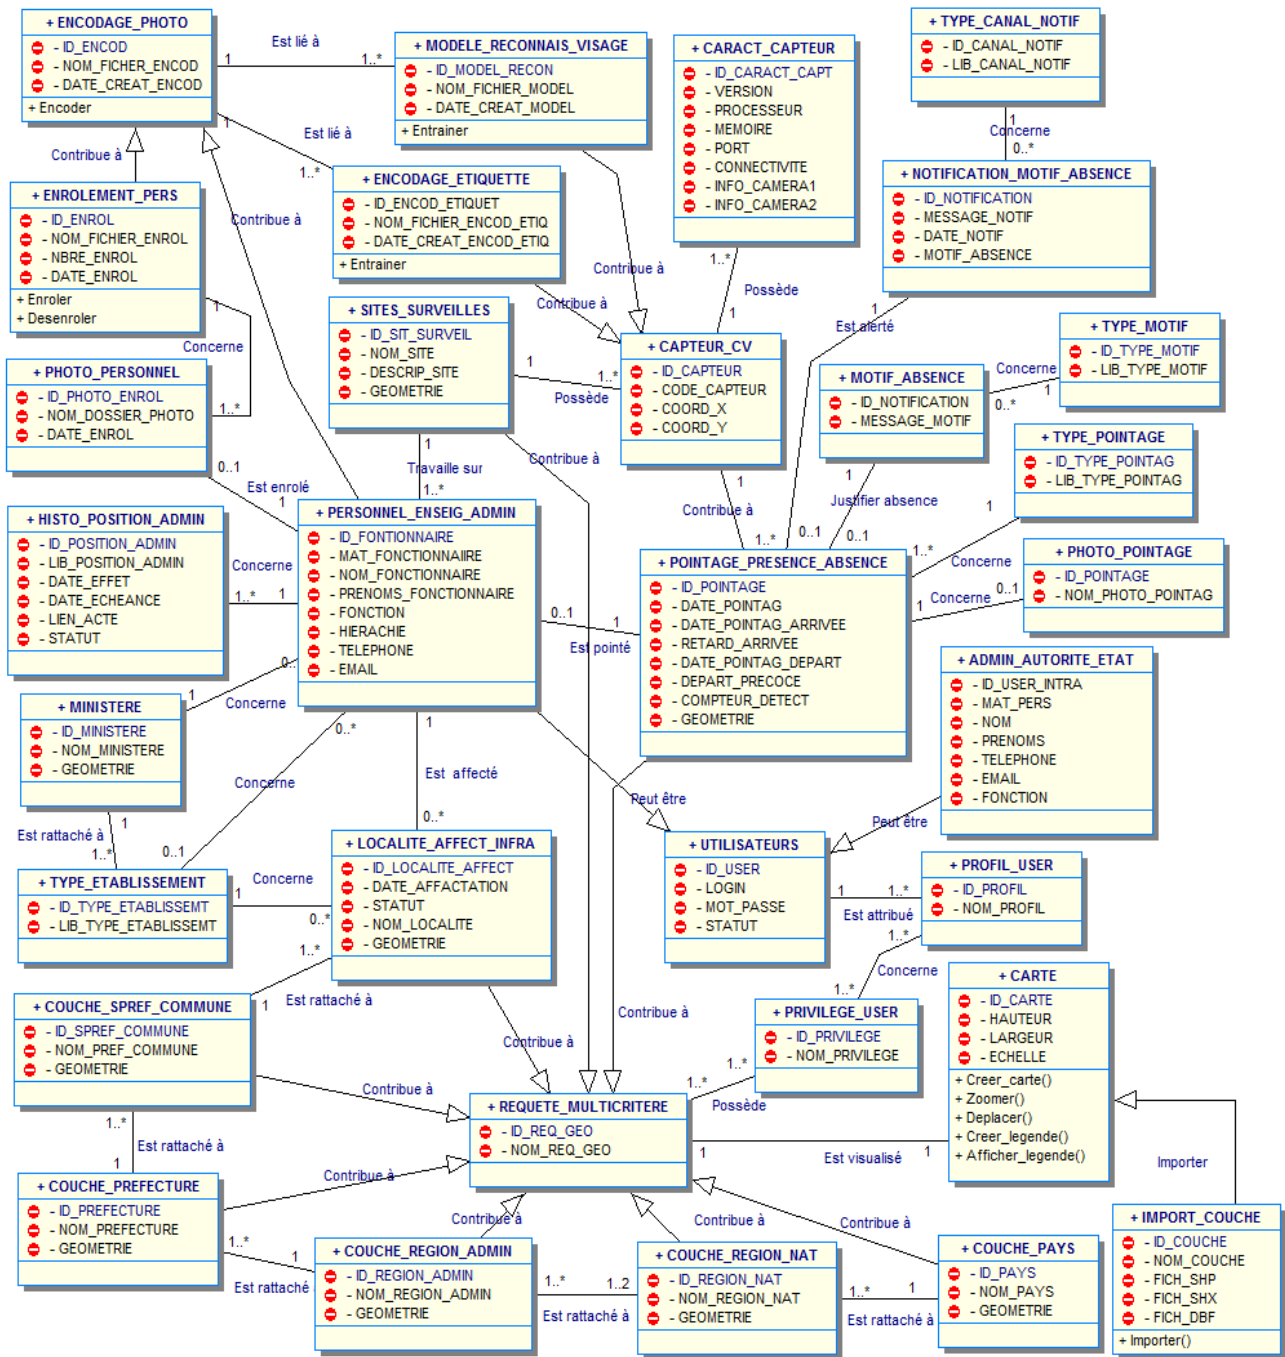 + ENCODAGE_PHOTO
- ID_ENCOD
- NOM_FICHER_ENCOD
- DATE_CREAT_ENCOD
+ Encoder
1
Est lié à
1..*
+ MODELE_RECONNAIS_VISAGE
- ID_MODEL_RECON
- NOM_FICHIER_MODEL
- DATE_CREAT_MODEL
+ Entrainer
+ CARACT_CAPTEUR
- ID_CARACT_CAPT
- VERSION
- PROCESSEUR
- MEMOIRE
- PORT
- CONNECTIVITE
- INFO_CAMERA1
- INFO_CAMERA2
+ TYPE_CANAL_NOTIF
- ID_CANAL_NOTIF
- LIB_CANAL_NOTIF
1
Concerne
0..*
1
Est lié à
1..*
Contribue à
Contribue à
+ ENROLEMENT_PERS
- ID_ENROL
- NOM_FICHIER_ENROL
- NBRE_ENROL
- DATE_ENROL
+ Enroler
+ Desenroler
+ ENCODAGE_ETIQUETTE
- ID_ENCOD_ETIQUET
- NOM_FICHIER_ENCOD_ETIQ
- DATE_CREAT_ENCOD_ETIQ
+ Entrainer
+ NOTIFICATION_MOTIF_ABSENCE
- ID_NOTIFICATION
- MESSAGE_NOTIF
- DATE_NOTIF
- MOTIF_ABSENCE
Contribue à
Contribue à
1..*
Possède
1
1
Concerne
1..*
+ SITES_SURVEILLES
- ID_SIT_SURVEIL
- NOM_SITE
- DESCRIP_SITE
- GEOMETRIE
1
Possède
1..*
+ CAPTEUR_CV
- ID_CAPTEUR
- CODE_CAPTEUR
- COORD_X
- COORD_Y
1
Est alerté
0..1
+ TYPE_MOTIF
- ID_TYPE_MOTIF
- LIB_TYPE_MOTIF
+ MOTIF_ABSENCE
- ID_NOTIFICATION
- MESSAGE_MOTIF
Concerne
0..*
1
+ PHOTO_PERSONNEL
- ID_PHOTO_ENROL
- NOM_DOSSIER_PHOTO
- DATE_ENROL
0..1
Est enrolé
1
1
Travaille sur
1..*
Contribue à
1
Contribue à
1..*
1
Justifier absence
0..1
+ TYPE_POINTAGE
- ID_TYPE_POINTAG
- LIB_TYPE_POINTAG
1
Concerne
1..*
+ HISTO_POSITION_ADMIN
- ID_POSITION_ADMIN
- LIB_POSITION_ADMIN
- DATE_EFFET
- DATE_ECHEANCE
- LIEN_ACTE
- STATUT
Concerne
1..*
1
+ PERSONNEL_ENSEIG_ADMIN
- ID_FONTIONNAIRE
- MAT_FONCTIONNAIRE
- NOM_FONCTIONNAIRE
- PRENOMS_FONCTIONNAIRE
- FONCTION
- HIERACHIE
- TELEPHONE
- EMAIL
0..1
1
Est pointé
+ POINTAGE_PRESENCE_ABSENCE
- ID_POINTAGE
- DATE_POINTAG
- DATE_POINTAG_ARRIVEE
- RETARD_ARRIVEE
- DATE_POINTAG_DEPART
- DEPART_PRECOCE
- COMPTEUR_DETECT
- GEOMETRIE
+ PHOTO_POINTAGE
- ID_POINTAGE
- NOM_PHOTO_POINTAG
1
Concerne
0..1
+ ADMIN_AUTORITE_ETAT
- ID_USER_INTRA
- MAT_PERS
- NOM
- PRENOMS
- TELEPHONE
- EMAIL
- FONCTION
+ MINISTERE
- ID_MINISTERE
- NOM_MINISTERE
- GEOMETRIE
1
Concerne
0..
0..*
Concerne
0..1
1
Est affecté
0..*
1
Est rattaché à
1..*
Peut être
Peut être
+ TYPE_ETABLISSEMENT
- ID_TYPE_ETABLISSEMT
- LIB_TYPE_ETABLISSEMT
1
Concerne
0..*
+ LOCALITE_AFFECT_INFRA
- ID_LOCALITE_AFFECT
- DATE_AFFACTATION
- STATUT
- NOM_LOCALITE
- GEOMETRIE
+ UTILISATEURS
- ID_USER
- LOGIN
- MOT_PASSE
- STATUT
1
1..*
Est attribué
+ PROFIL_USER
- ID_PROFIL
- NOM_PROFIL
1..*
Concerne
1..*
1..*
Est rattaché à
1
+ COUCHE_SPREF_COMMUNE
- ID_SPREF_COMMUNE
- NOM_PREF_COMMUNE
- GEOMETRIE
Contribue à
Contribue à
Contribue à
+ PRIVILEGE_USER
- ID_PRIVILEGE
- NOM_PRIVILEGE
1..*
1..*
Possède
+ CARTE
- ID_CARTE
- HAUTEUR
- LARGEUR
- ECHELLE
+ Creer_carte()
+ Zoomer()
+ Deplacer()
+ Creer_legende()
+ Afficher_legende()
+ REQUETE_MULTICRITERE
- ID_REQ_GEO
- NOM_REQ_GEO
1
Est visualisé
1
1..*
Est rattaché à
1
Importer
+ COUCHE_PREFECTURE
- ID_PREFECTURE
- NOM_PREFECTURE
- GEOMETRIE
Contribue à
Contribue à
Contribue à
Contribue à
1..*
1
Est rattaché
+ COUCHE_REGION_ADMIN
- ID_REGION_ADMIN
- NOM_REGION_ADMIN
- GEOMETRIE
1..*
1..2
Est rattaché à
+ COUCHE_REGION_NAT
- ID_REGION_NAT
- NOM_REGION_NAT
- GEOMETRIE
1..*
1
Est rattaché à
+ COUCHE_PAYS
- ID_PAYS
- NOM_PAYS
- GEOMETRIE
+ IMPORT_COUCHE
- ID_COUCHE
- NOM_COUCHE
- FICH_SHP
- FICH_SHX
- FICH_DBF
+ Importer()